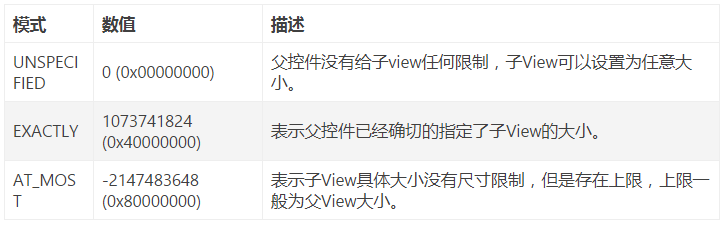 模式 数值 描述
UNSPECI 0 (0x00000000) 父控件没有给子view任何限制，子View可以设置为任意大
FIED 小。
EXACTLY 1073741824 表示父控件已经确切的指定了子View的大小。
(0x40000000)
AT_MOS -2147483648 表示子View具体大小没有尺寸限制，但是存在上限，上限一
T (0x80000000) 般为父View大小。